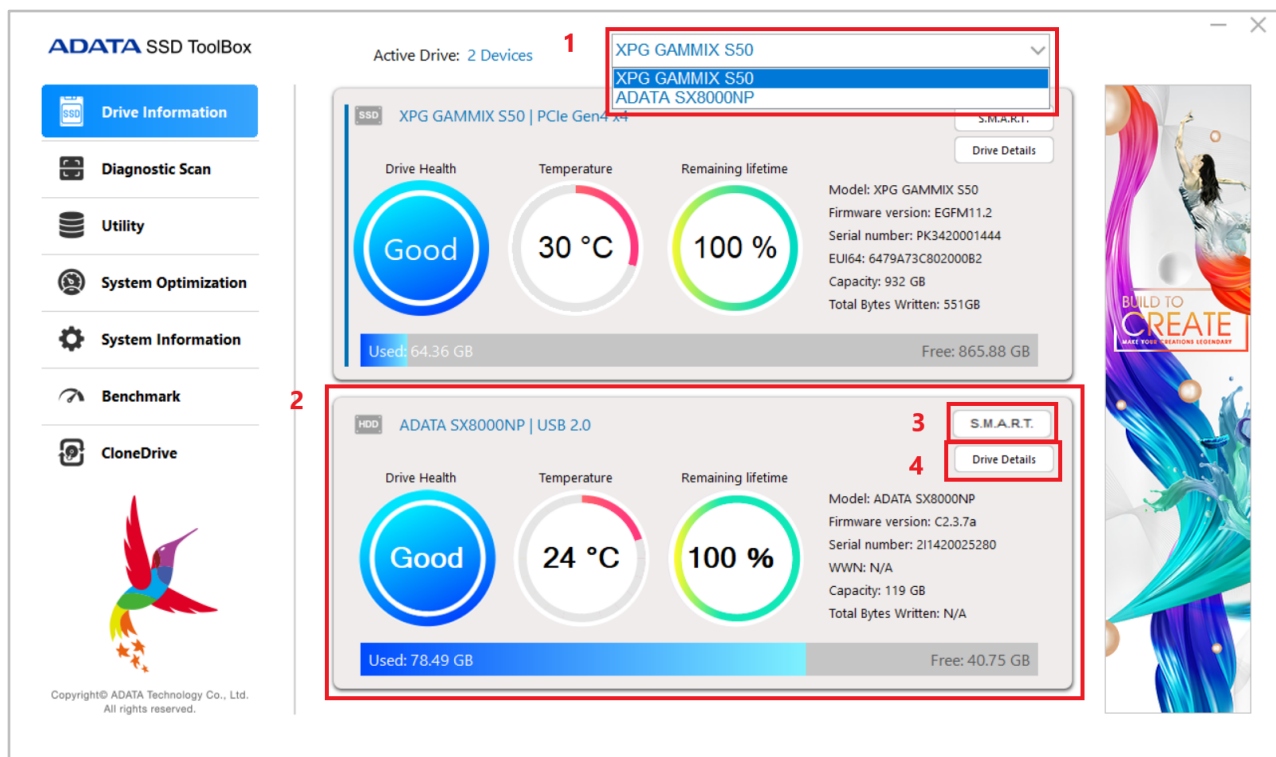 ADATA SSD ToolBox
Active Drive: 2 Devices
1
XPG GAMMIX S50
XPG GAMMIX S50
ADATA SX8000NP
Drive Information
Diagnostic Scan
Utility
System Optimization
System Information
Benchmark
CloneDrive
Copyright© ADATA Technology Co., Ltd.
All rights reserved.
SSD
XPG GAMMIX S50 | PCIe Gen4 x4
S.M.A.R.T.
Drive Details
Drive Health
Temperature
Remaining lifetime
Good
30 °C
100 %
Model: XPG GAMMIX S50
Firmware version: EGFM11.2
Serial number: PK3420001444
EUI64: 6479A73C802000B2
Capacity: 932 GB
Total Bytes Written: 551GB
Used: 64.36 GB
Free: 865.88 GB
2
HDD
ADATA SX8000NP | USB 2.0
3
S.M.A.R.T.
4
Drive Details
Drive Health
Temperature
Remaining lifetime
Good
24 °C
100 %
Model: ADATA SX8000NP
Firmware version: C2.3.7a
Serial number: 2I1420025280
WWN: N/A
Capacity: 119 GB
Total Bytes Written: N/A
Used: 78.49 GB
Free: 40.75 GB
BUILD TO
CREATE
MAKE YOUR CREATIONS LEGENDARY